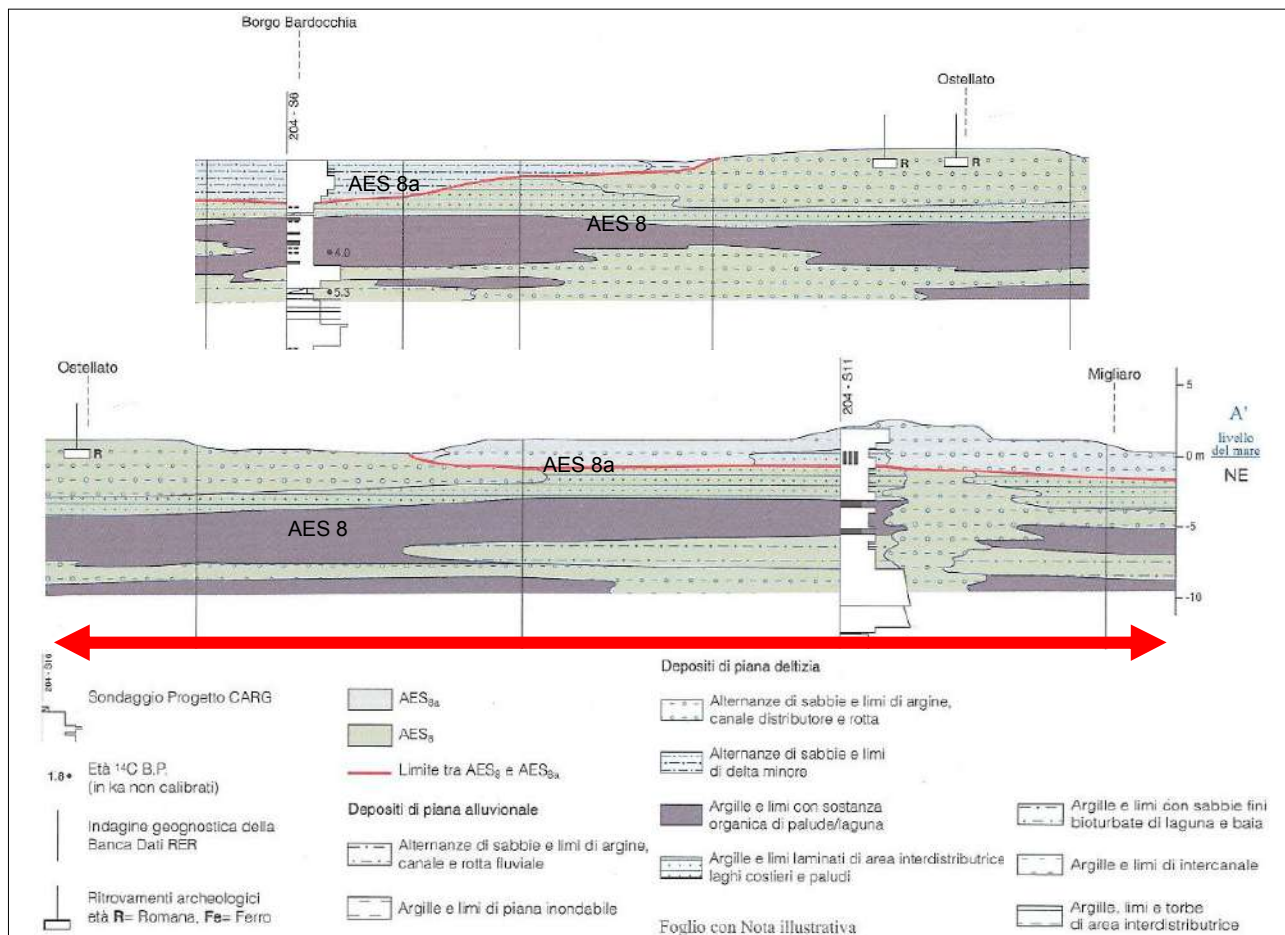 Borgo Bardocchia
Ostellato
204 - S6
R
R
AES 8a
AES 8
4.0
5.3
Ostellato
204 - S11
Migliaro
5
A'
livello
del mare
0 m
NE
R
AES 8a
AES 8
-5
-10
204 - S16
N
Sondaggio Progetto CARG
1.8•
Età ¹⁴C B.P.
(in ka non calibrati)
Indagine geognostica della
Banca Dati RER
Ritrovamenti archeologici
età R= Romana, Fe= Ferro
AES₈ₐ
AES₈
Limite tra AES₈ e AES₈ₐ
Depositi di piana alluvionale
Alternanze di sabbie e limi di argine,
canale e rotta fluviale
Argille e limi di piana inondabile
Depositi di piana deltizia
Alternanze di sabbie e limi di argine,
canale distributore e rotta
Alternanze di sabbie e limi
di delta minore
Argille e limi con sostanza
organica di palude/laguna
Argille e limi laminati di area interdistributrice
laghi costieri e paludi
Foglio con Nota illustrativa
Argille e limi con sabbie fini
bioturbate di laguna e baia
Argille e limi di intercanale
Argille, limi e torbe
di area interdistributrice